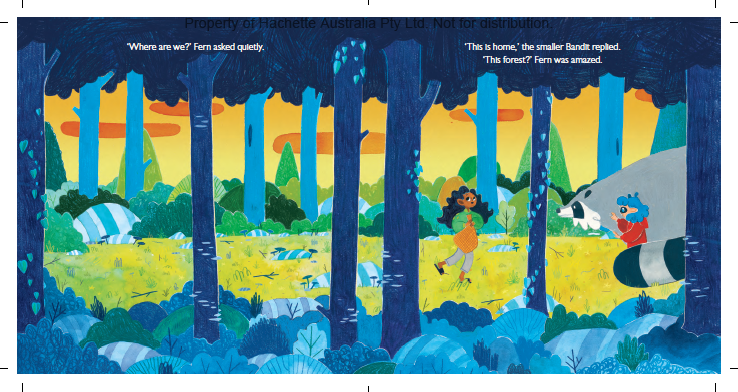 Property of Hachette Australia Pty Ltd. Not for distribution.
'Where are we?' Fern asked quietly.
'This is home,' the smaller Bandit replied.
'This forest?' Fern was amazed.